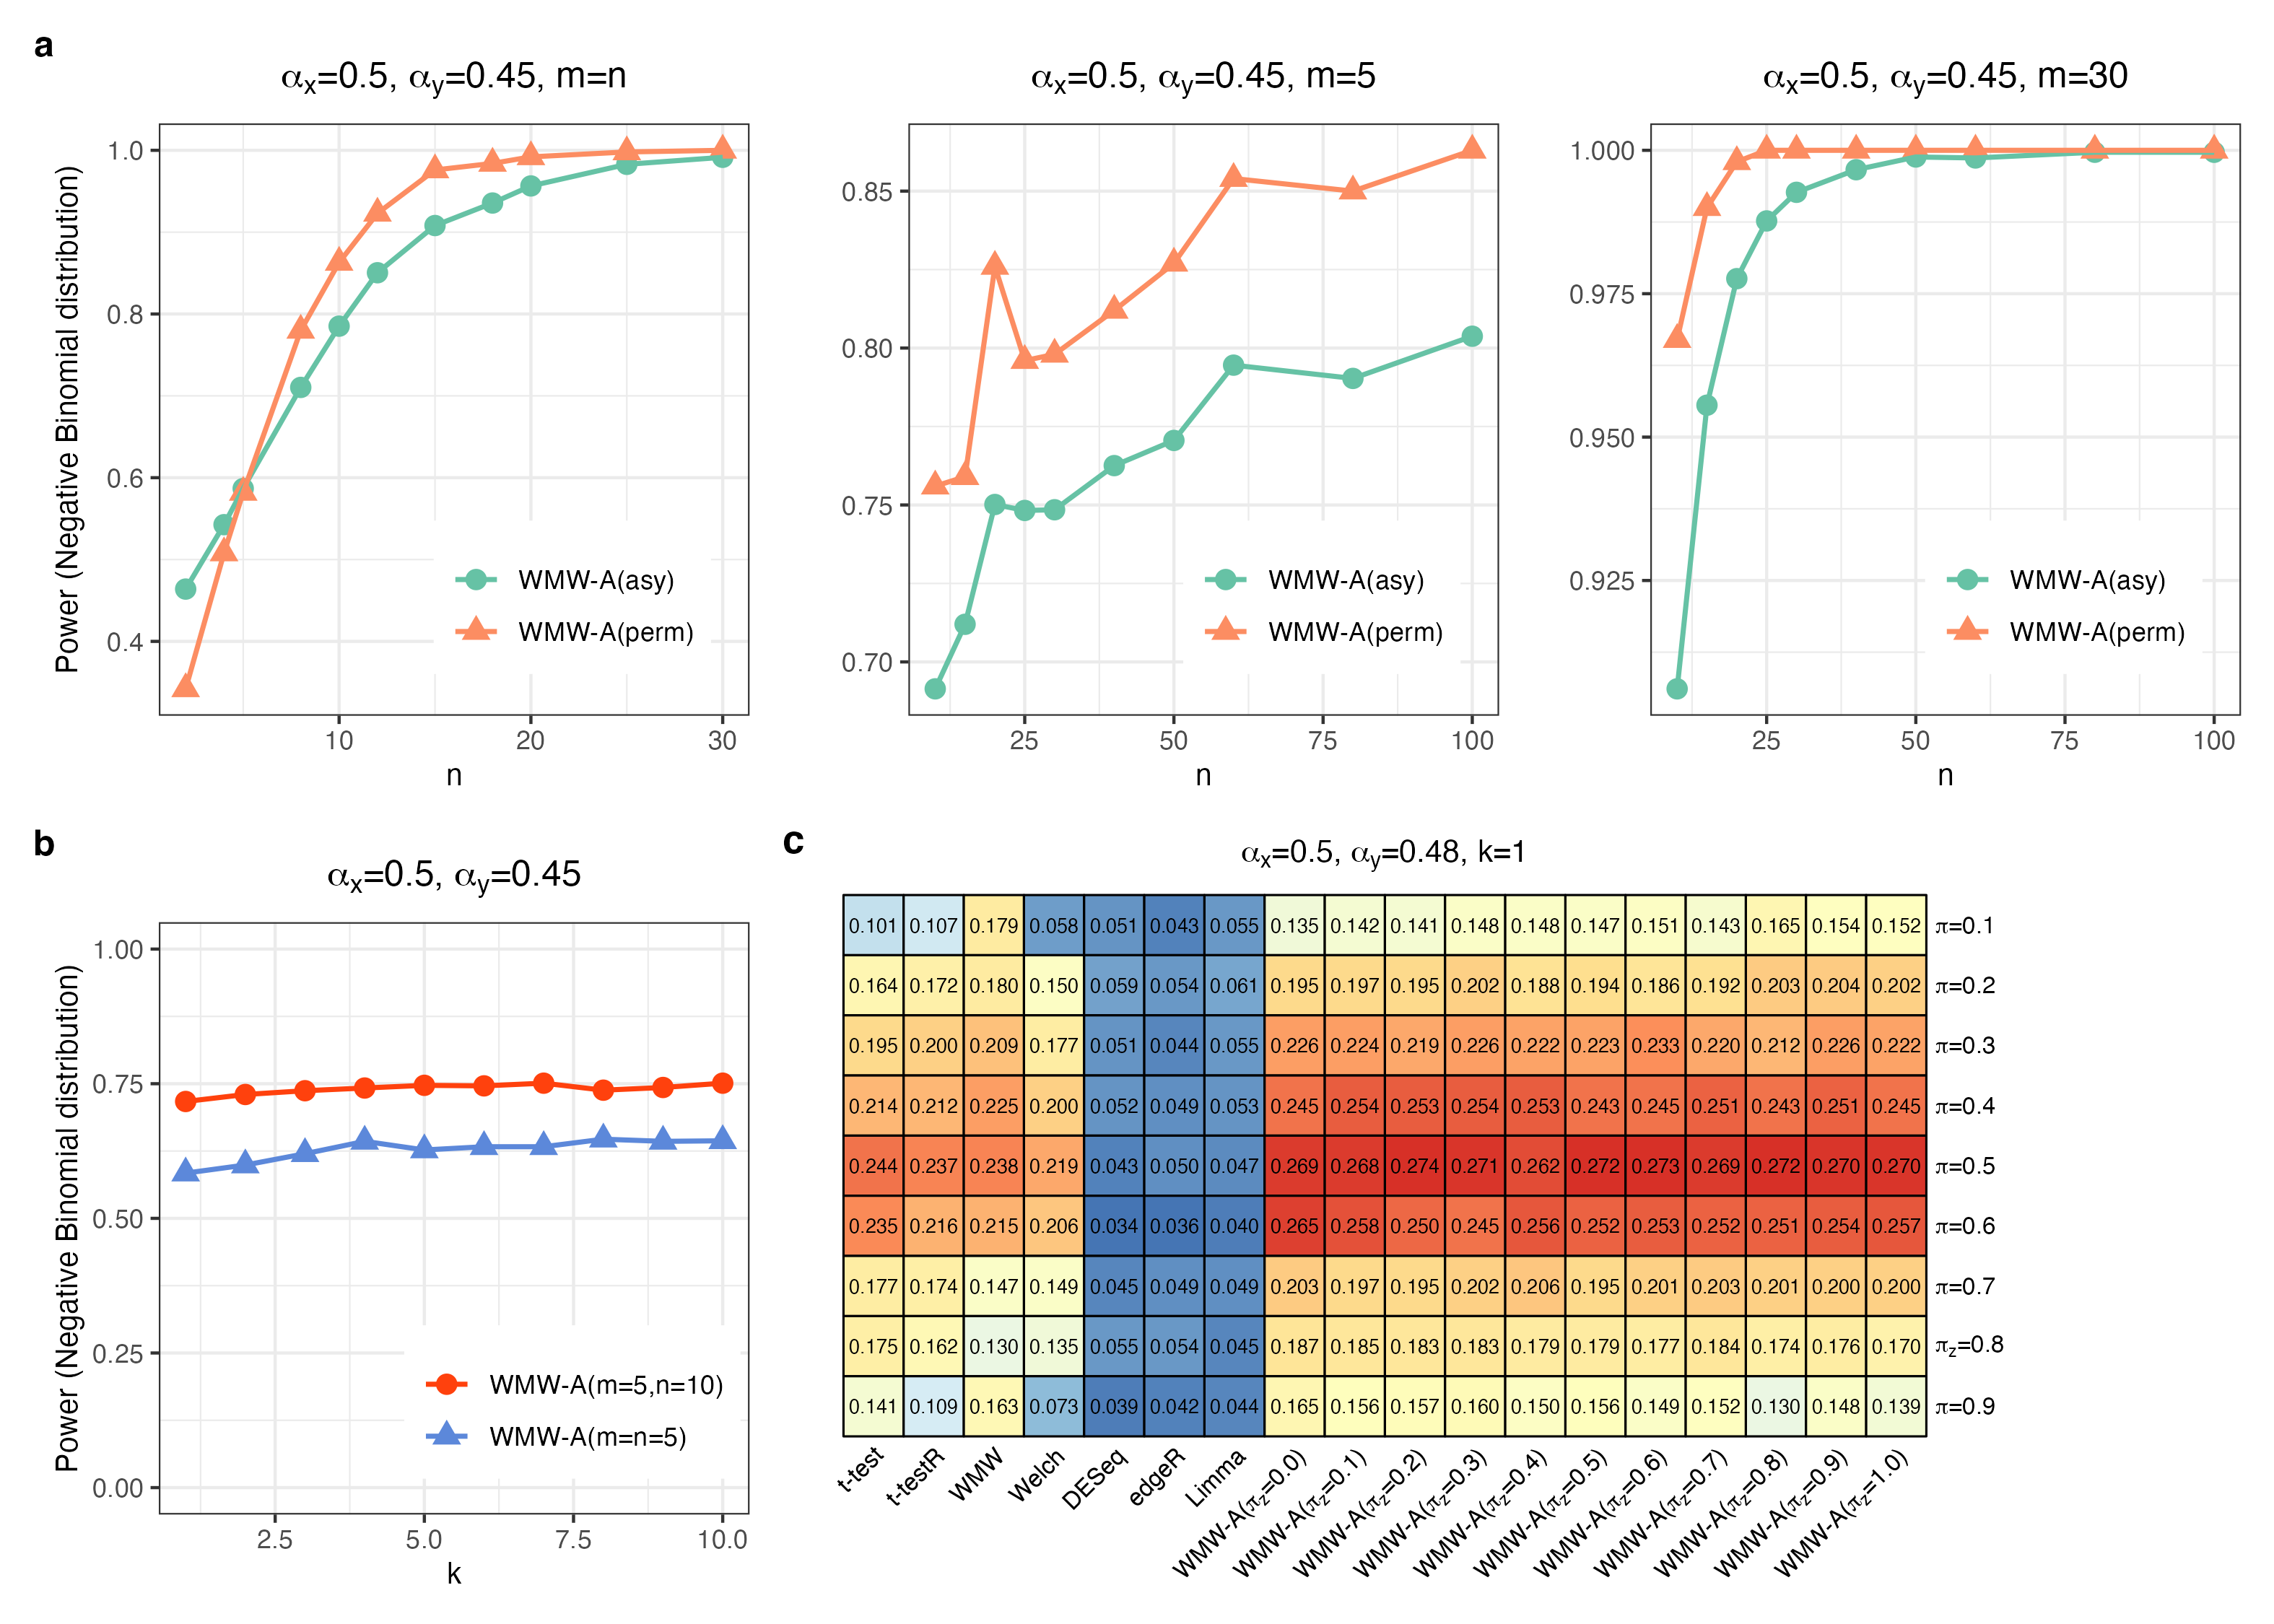 a
αx=0.5, αy=0.45, m=n
αx=0.5, αy=0.45, m=5
αx=0.5, αy=0.45, m=30
Power (Negative Binomial distribution)
1.0
0.8
0.6
0.4
10 20 30
n
WMW-A(asy)
WMW-A(perm)
0.85
0.80
0.75
0.70
25 50 75 100
n
WMW-A(asy)
WMW-A(perm)
1.000
0.975
0.950
0.925
25 50 75 100
n
WMW-A(asy)
WMW-A(perm)
b
αx=0.5, αy=0.45
Power (Negative Binomial distribution)
1.00
0.75
0.50
0.25
0.00
2.5 5.0 7.5 10.0
k
WMW-A(m=5,n=10)
WMW-A(m=n=5)
c
αx=0.5, αy=0.48, k=1
0.101 0.107 0.179 0.058 0.051 0.043 0.055 0.135 0.142 0.141 0.148 0.148 0.147 0.151 0.143 0.165 0.154 0.152 π=0.1
0.164 0.172 0.180 0.150 0.059 0.054 0.061 0.195 0.197 0.195 0.202 0.188 0.194 0.186 0.192 0.203 0.204 0.202 π=0.2
0.195 0.200 0.209 0.177 0.051 0.044 0.055 0.226 0.224 0.219 0.226 0.222 0.223 0.233 0.220 0.212 0.226 0.222 π=0.3
0.214 0.212 0.225 0.200 0.052 0.049 0.053 0.245 0.254 0.253 0.254 0.253 0.243 0.245 0.251 0.243 0.251 0.245 π=0.4
0.244 0.237 0.238 0.219 0.043 0.050 0.047 0.269 0.268 0.274 0.271 0.262 0.272 0.273 0.269 0.272 0.270 0.270 π=0.5
0.235 0.216 0.215 0.206 0.034 0.036 0.040 0.265 0.258 0.250 0.245 0.256 0.252 0.253 0.252 0.251 0.254 0.257 π=0.6
0.177 0.174 0.147 0.149 0.045 0.049 0.049 0.203 0.197 0.195 0.202 0.206 0.195 0.201 0.203 0.201 0.200 0.200 π=0.7
0.175 0.162 0.130 0.135 0.055 0.054 0.045 0.187 0.185 0.183 0.183 0.179 0.179 0.177 0.184 0.174 0.176 0.170 πz=0.8
0.141 0.109 0.163 0.073 0.039 0.042 0.044 0.165 0.156 0.157 0.160 0.150 0.156 0.149 0.152 0.130 0.148 0.139 π=0.9
t-test
t-testR
WMW
Welch
DESeq
edgeR
Limma
WMW-A(πz=0.0)
WMW-A(πz=0.1)
WMW-A(πz=0.2)
WMW-A(πz=0.3)
WMW-A(πz=0.4)
WMW-A(πz=0.5)
WMW-A(πz=0.6)
WMW-A(πz=0.7)
WMW-A(πz=0.8)
WMW-A(πz=0.9)
WMW-A(πz=1.0)